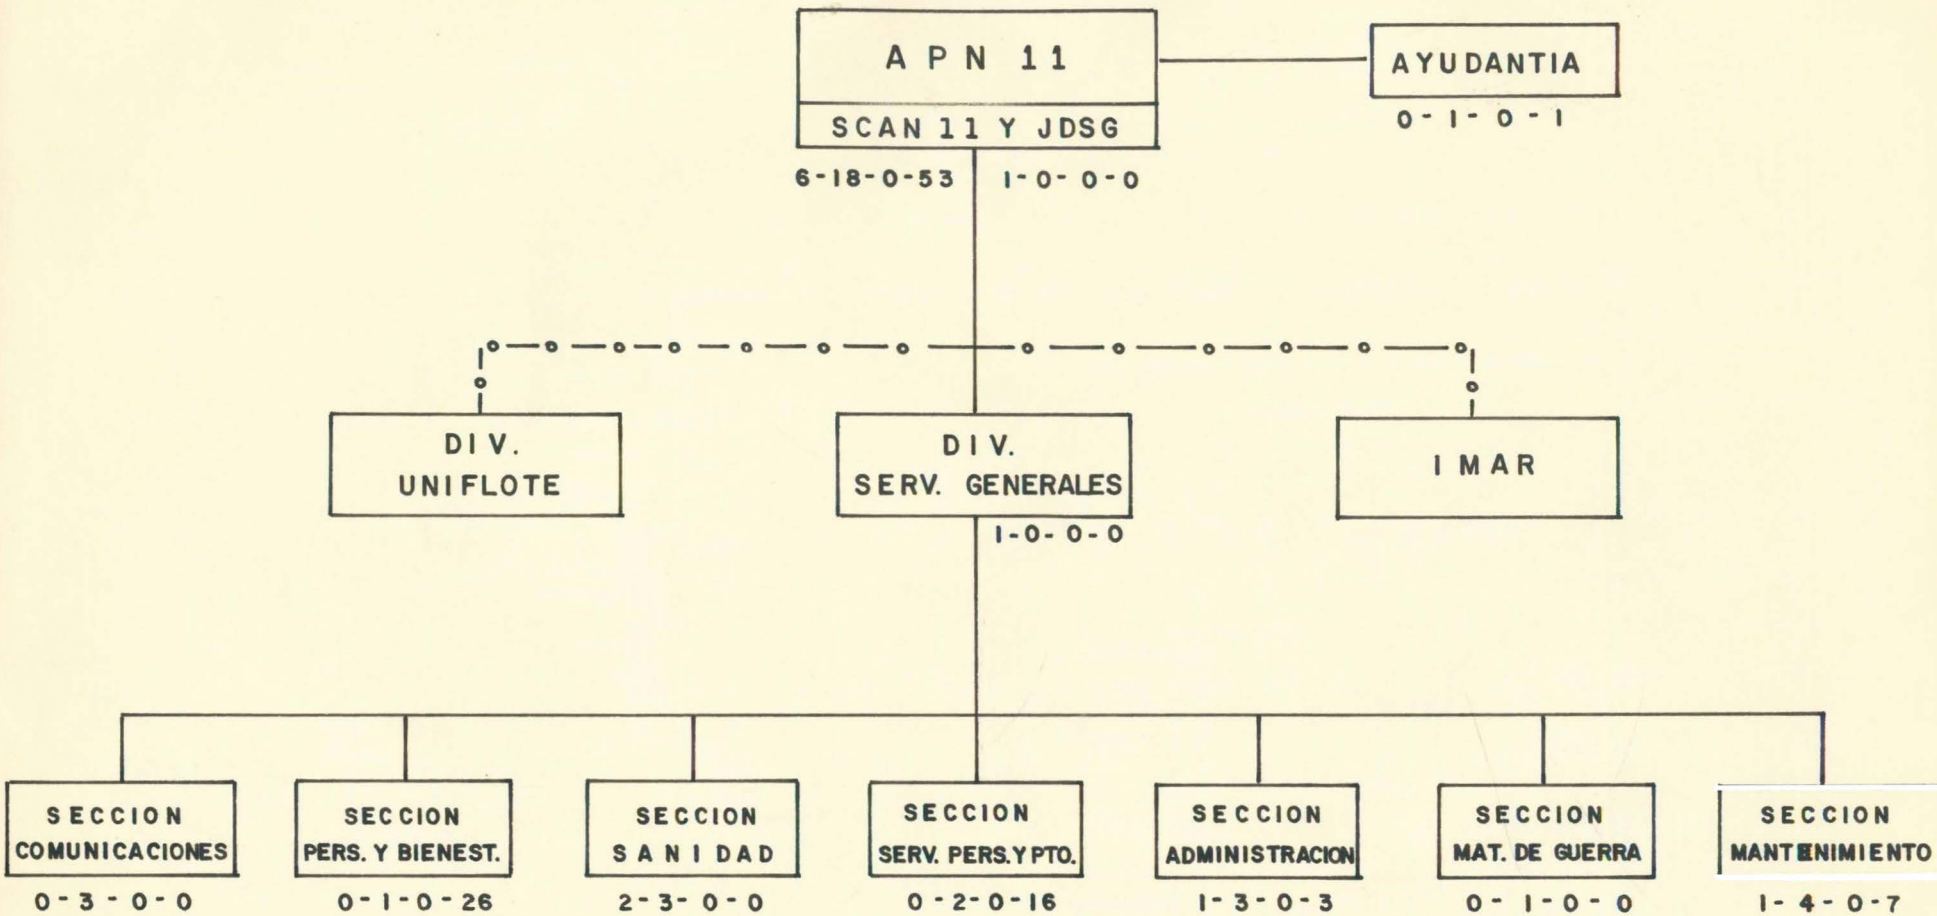 APN 11
AYUDANTIA
0-1-0-1
SCAN 11 Y JDSG
6-18-0-53
1-0-0-0
DIV.
UNIFLOTE
DIV.
SERV. GENERALES
1-0-0-0
IMAR
SECCION
COMUNICACIONES
0-3-0-0
SECCION
PERS. Y BIENEST.
0-1-0-26
SECCION
SANIDAD
2-3-0-0
SECCION
SERV. PERS. Y PTO.
0-2-0-16
SECCION
ADMINISTRACION
1-3-0-3
SECCION
MAT. DE GUERRA
0-1-0-0
SECCION
MANTENIMIENTO
1-4-0-7